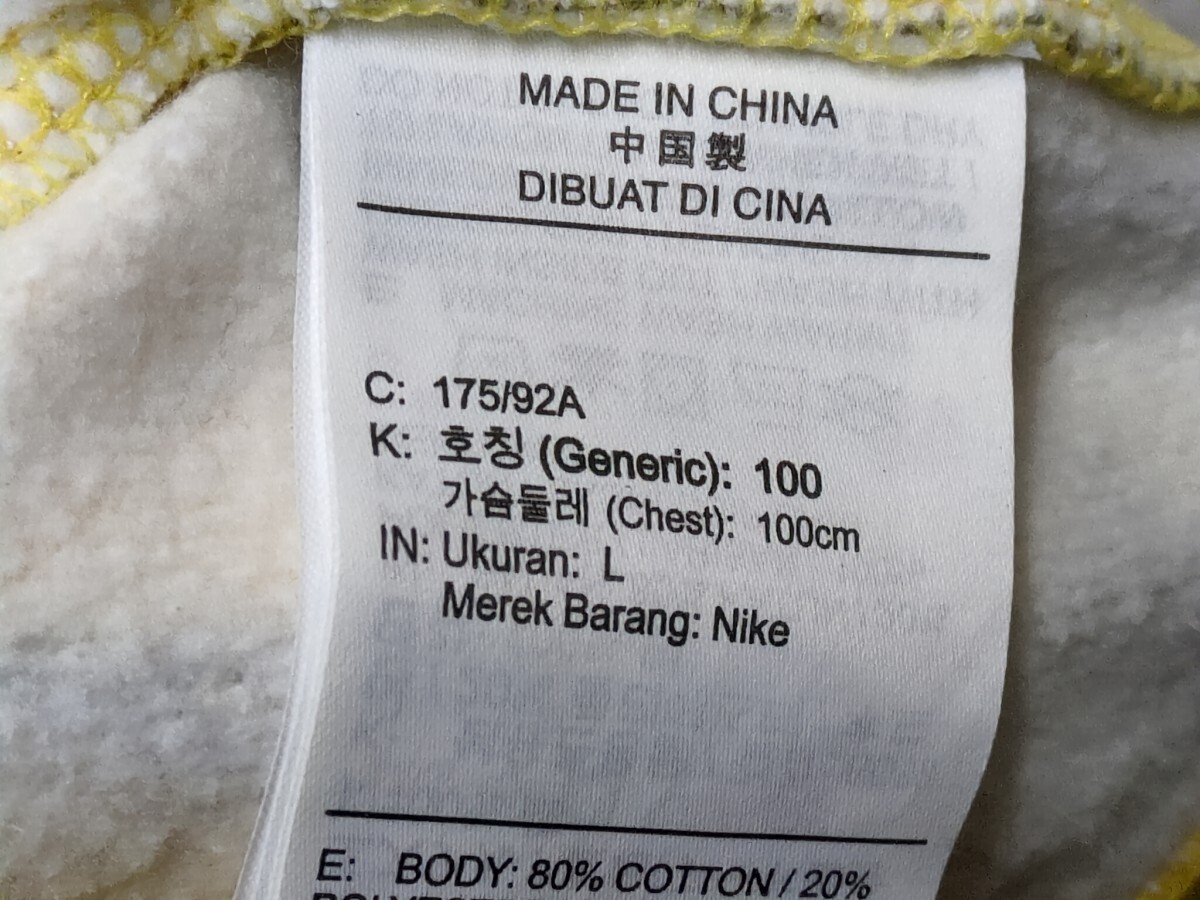 MADE IN CHINA
中国製
DIBUAT DI CINA
C: 175/92A
K: 호칭 (Generic): 100
가슴둘레 (Chest): 100cm
IN: Ukuran: L
Merek Barang: Nike
E: BODY: 80% COTTON / 20%